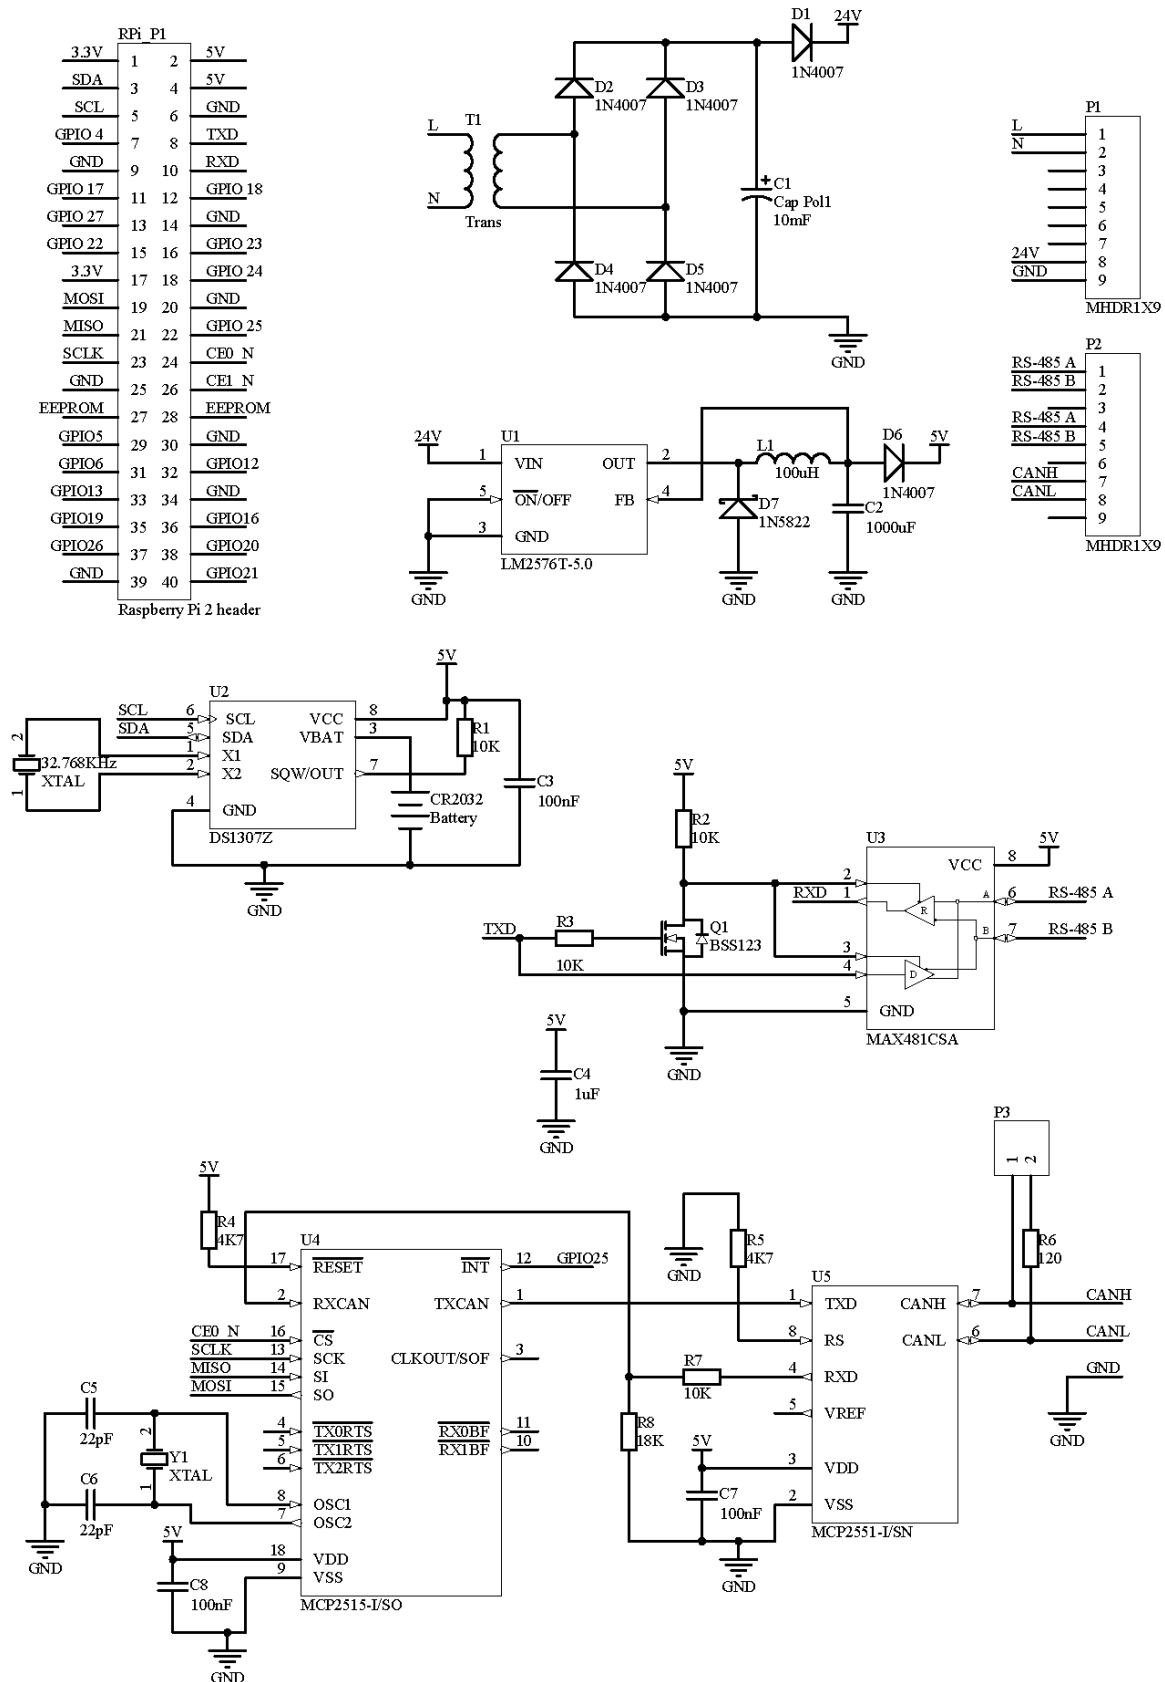 RPi_P1
3.3V 1 2 5V
SDA 3 4 5V
SCL 5 6 GND
GPIO 4 7 8 TXD
GND 9 10 RXD
GPIO 17 11 12 GPIO 18
GPIO 27 13 14 GND
GPIO 22 15 16 GPIO 23
3.3V 17 18 GPIO 24
MOSI 19 20 GND
MISO 21 22 GPIO 25
SCLK 23 24 CE0_N
GND 25 26 CE1_N
EEPROM 27 28 EEPROM
GPIO5 29 30 GND
GPIO6 31 32 GPIO12
GPIO13 33 34 GND
GPIO19 35 36 GPIO16
GPIO26 37 38 GPIO20
GND 39 40 GPIO21
Raspberry Pi 2 header
D1
24V
1N4007
D2
1N4007
D3
1N4007
L
T1
N
Trans
C1
Cap Pol1
10mF
D4
1N4007
D5
1N4007
GND
P1
L 1
N 2
3
4
5
6
7
24V 8
GND 9
MHDR1X9
P2
RS-485 A 1
RS-485 B 2
3
RS-485 A 4
RS-485 B 5
6
CANH 7
CANL 8
9
MHDR1X9
24V
U1
1 VIN OUT 2
5 ON/OFF FB 4
3 GND
LM2576T-5.0
GND
L1
100uH
D6
5V
1N4007
D7
1N5822
C2
1000uF
GND
GND
5V
U2
SCL 6 SCL VCC 8
SDA 5 SDA VBAT 3
1 X1
2 X2 SQW/OUT 7
4 GND
DS1307Z
2
32.768KHz
XTAL
1
R1
10K
CR2032
Battery
C3
100nF
GND
5V
R2
10K
U3
VCC 8
5V
2
RXD 1
R
A 6 RS-485 A
B 7 RS-485 B
TXD
R3
10K
Q1
BSS123
3
4
D
5 GND
MAX481CSA
GND
5V
C4
1uF
GND
P3
1 2
5V
R4
4K7
U4
17 RESET INT 12 GPIO25
2 RXCAN TXCAN 1
CE0_N 16 CS
SCLK 13 SCK CLKOUT/SOF 3
MISO 14 SI
MOSI 15 SO
4 TX0RTS RX0BF 11
5 TX1RTS RX1BF 10
6 TX2RTS
8 OSC1
7 OSC2
18 VDD
9 VSS
MCP2515-I/SO
C5
22pF
2
Y1
XTAL
1
C6
22pF
GND
5V
C8
100nF
GND
GND
R5
4K7
U5
1 TXD CANH 7 CANH
8 RS CANL 6 CANL
4 RXD
5 VREF
3 VDD
2 VSS
MCP2551-I/SN
R6
120
GND
GND
R7
10K
R8
18K
5V
C7
100nF
GND